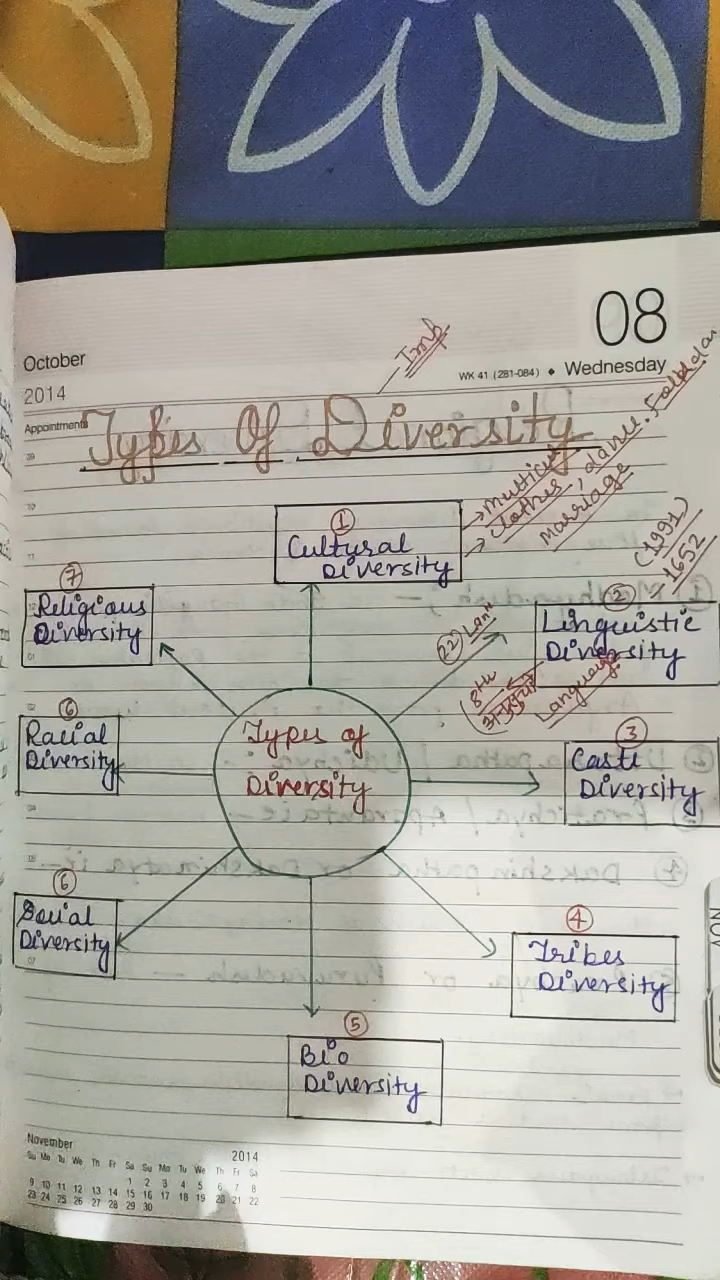 08
October
2014
WK 41 (281-084) ♦ Wednesday
Imp
Appointments
Types Of Diversity
→ multicul
→ clothes, dance. Folk dan
Marriage
①
Cultural
Diversity
(1991)
1652
②
Linguistic
Diversity
Language
22 Lanⁿ
8th
अनुसूची
③
Caste
Diversity
④
Tribes
Diversity
⑤
Bio
Diversity
⑥
Social
Diversity
⑥
Racial
Diversity
⑦
Religious
Diversity
Types of
Diversity
November 2014
Su Mo Tu We Th Fr Sa Su Mo Tu We Th Fr Sa
1 2 3 4 5 6 7 8
9 10 11 12 13 14 15 16 17 18 19 20 21 22
23 24 25 26 27 28 29 30